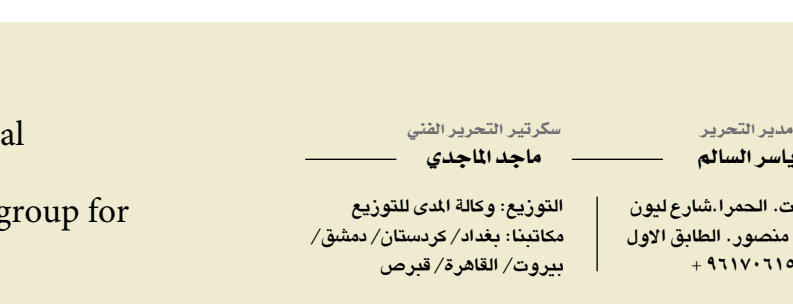 مدير التحرير
ياسر السالم
سكرتير التحرير الفني
ماجد الماجدي
ت. الحمرا.شارع ليون
منصور. الطابق الاول
+ ٩٦١٧٠٦١٥
التوزيع: وكالة المدى للتوزيع
مكاتبنا: بغداد/ كردستان/ دمشق/
بيروت/ القاهرة/ قبرص
al
group for